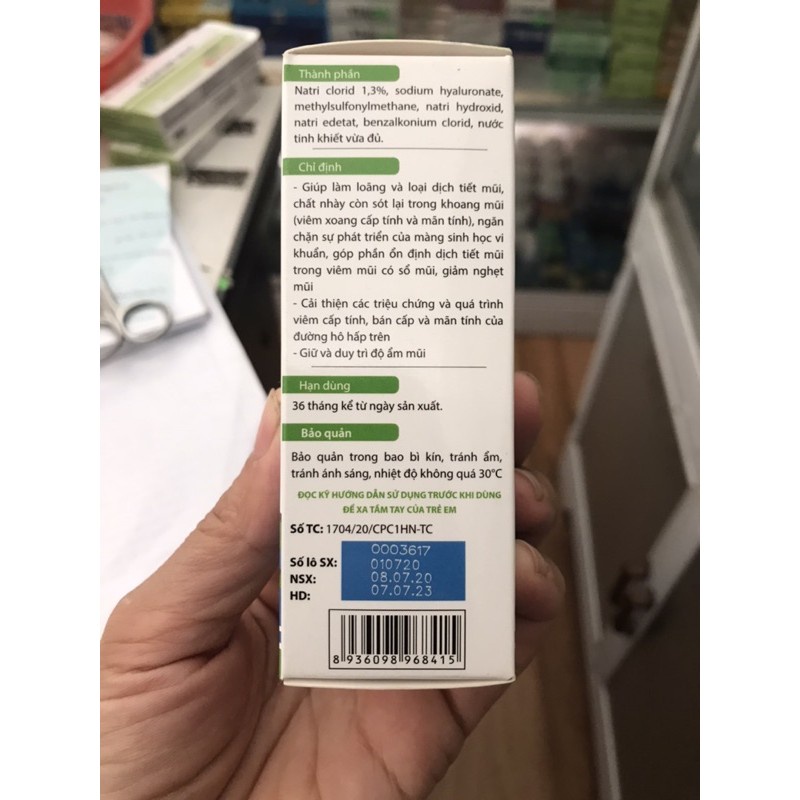 Thành phần
Natri clorid 1,3%, sodium hyaluronate,
methylsulfonylmethane, natri hydroxid,
natri edetat, benzalkonium clorid, nước
tinh khiết vừa đủ.
Chỉ định
- Giúp làm loãng và loại dịch tiết mũi,
chất nhày còn sót lại trong khoang mũi
(viêm xoang cấp tính và mãn tính), ngăn
chặn sự phát triển của màng sinh học vi
khuẩn, góp phần ổn định dịch tiết mũi
trong viêm mũi có sổ mũi, giảm nghẹt
mũi
- Cải thiện các triệu chứng và quá trình
viêm cấp tính, bán cấp và mãn tính của
đường hô hấp trên
- Giữ và duy trì độ ẩm mũi
Hạn dùng
36 tháng kể từ ngày sản xuất.
Bảo quản
Bảo quản trong bao bì kín, tránh ẩm,
tránh ánh sáng, nhiệt độ không quá 30°C
ĐỌC KỸ HƯỚNG DẪN SỬ DỤNG TRƯỚC KHI DÙNG
ĐỂ XA TẦM TAY CỦA TRẺ EM
Số TC: 1704/20/CPC1HN-TC
0003617
Số lô SX: 010720
NSX: 08.07.20
HD: 07.07.23
8 936098 968415